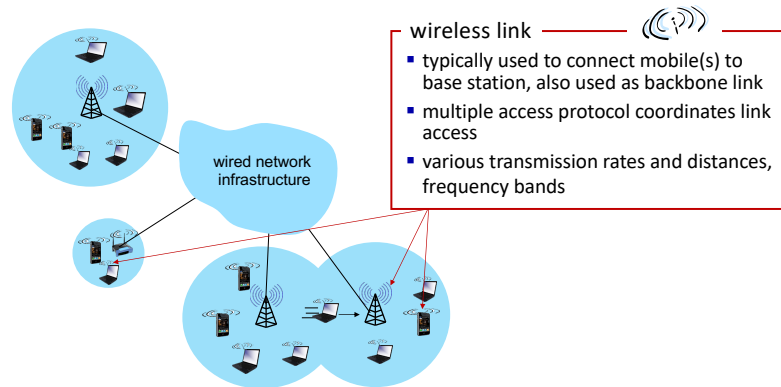 wireless link
▪ typically used to connect mobile(s) to
base station, also used as backbone link
▪ multiple access protocol coordinates link
access
▪ various transmission rates and distances,
frequency bands
wired network
infrastructure